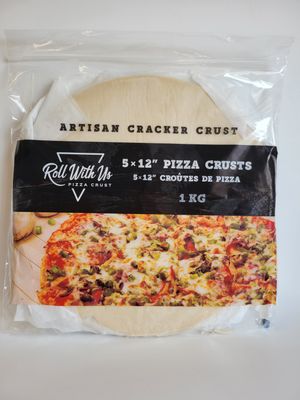 ARTISAN CRACKER CRUST
Roll With Us
PIZZA CRUST
5×12" PIZZA CRUSTS
5×12" CROÛTES DE PIZZA
1 KG